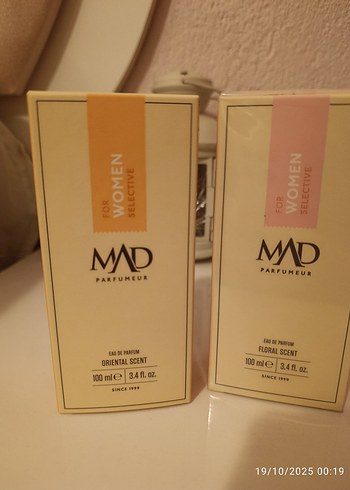 FOR
WOMEN
SELECTIVE
MAD
PARFUMEUR
EAU DE PARFUM
ORIENTAL SCENT
100 ml ℮ 3.4 fl. oz.
SINCE 1999
FOR
WOMEN
SELECTIVE
MAD
PARFUMEUR
EAU DE PARFUM
FLORAL SCENT
100 ml ℮ 3.4 fl. oz.
SINCE 1999
19/10/2025 00:19